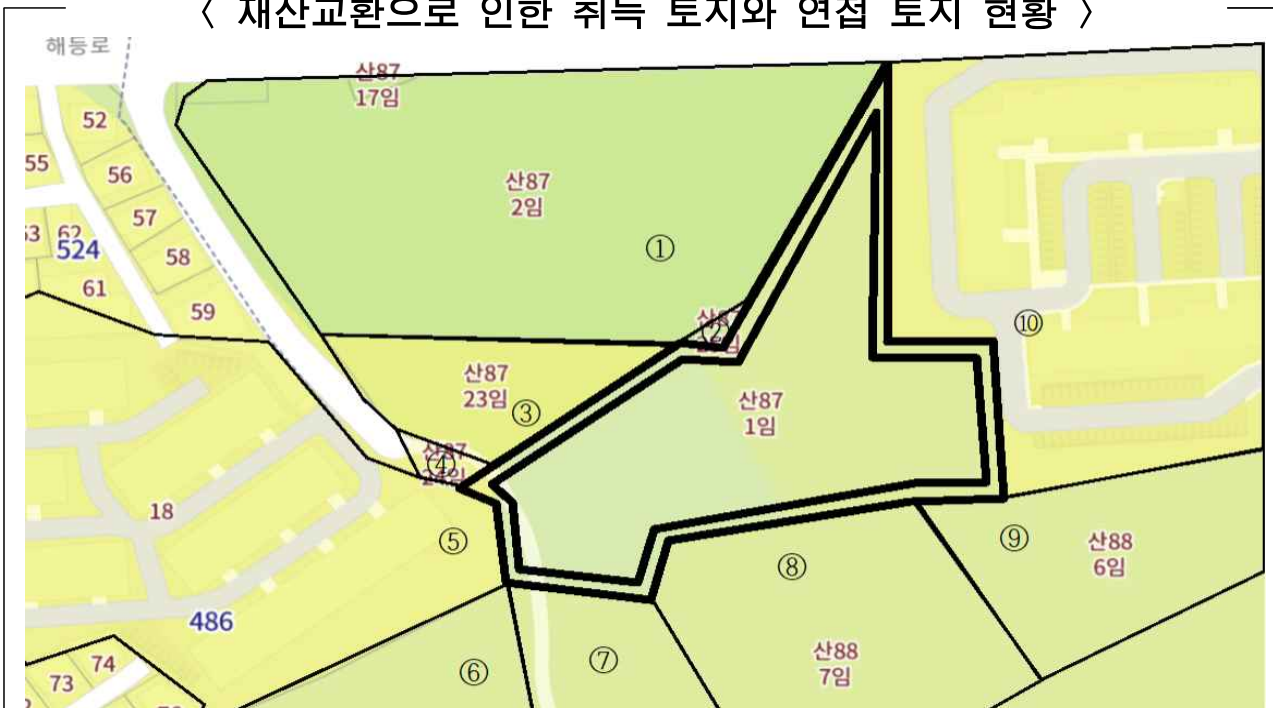 〈 재산교환으로 인한 취득 토지와 연접 토지 현황 〉
해등로
산87
17임
52
55
56
산87
2임
57
53
62
524
58
①
61
59
②
⑩
산87
23임
③
산87
1임
④
18
⑤
⑨
산88
6임
⑧
486
74
73
⑥
⑦
산88
7임